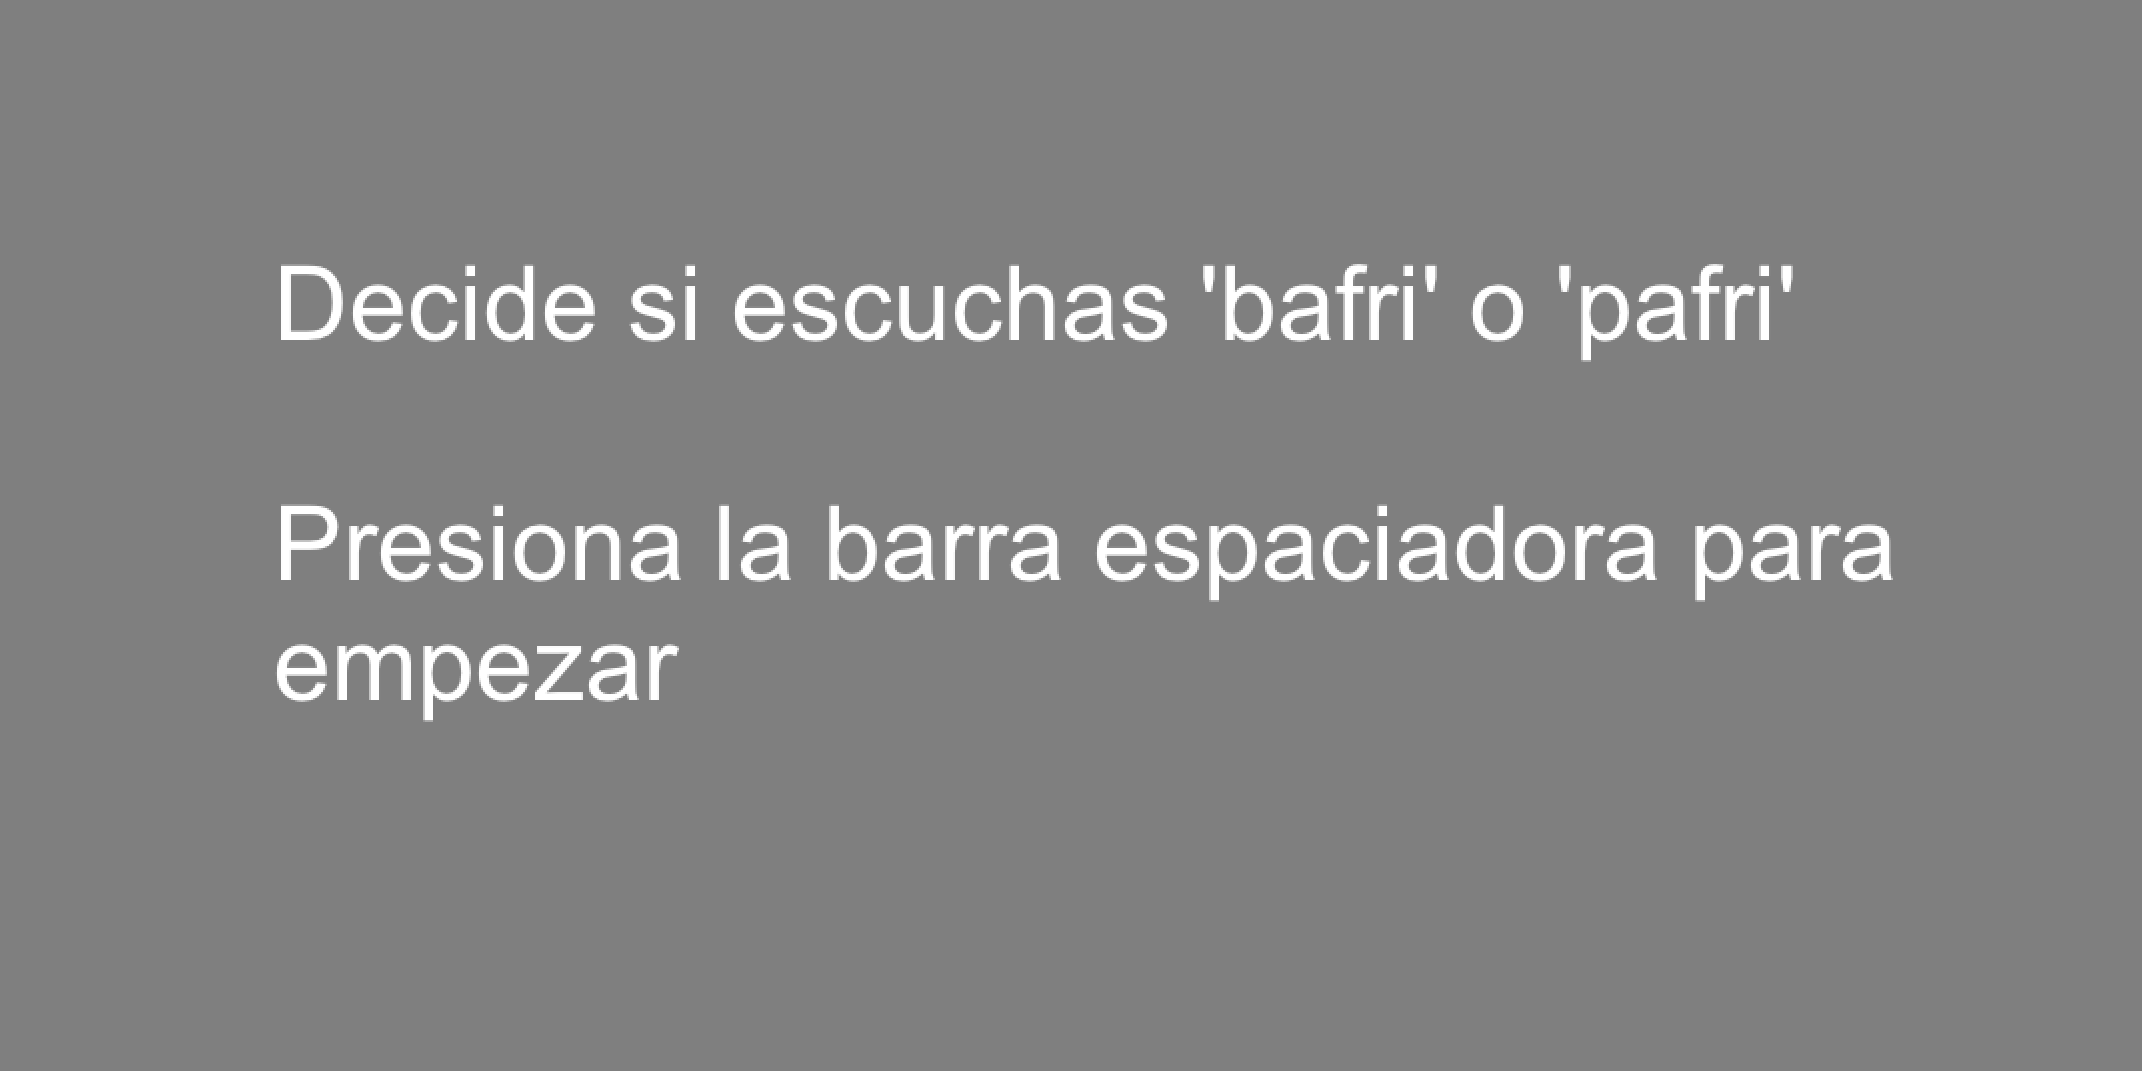 Decide si escuchas 'bafri' o 'pafri'
Presiona la barra espaciadora para
empezar